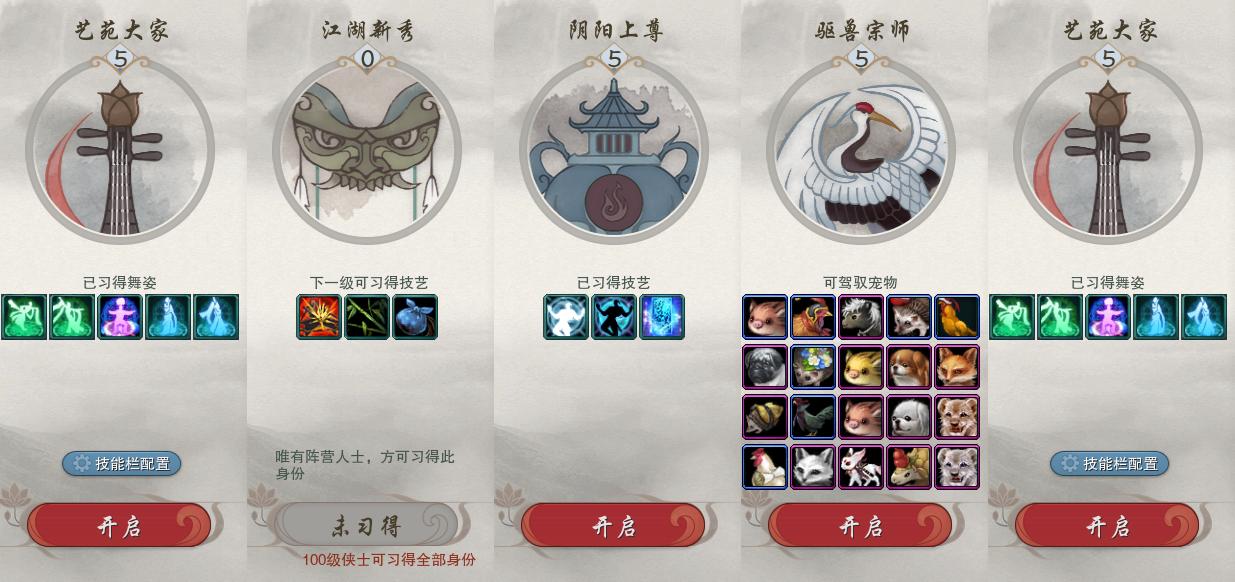 艺苑大家
5
已习得舞姿
技能栏配置
开启
江湖新秀
0
下一级可习得技艺
唯有阵营人士，方可习得此
身份
未习得
100级侠士可习得全部身份
阴阳上尊
5
已习得技艺
开启
驱兽宗师
5
可驾驭宠物
开启
艺苑大家
5
已习得舞姿
技能栏配置
开启